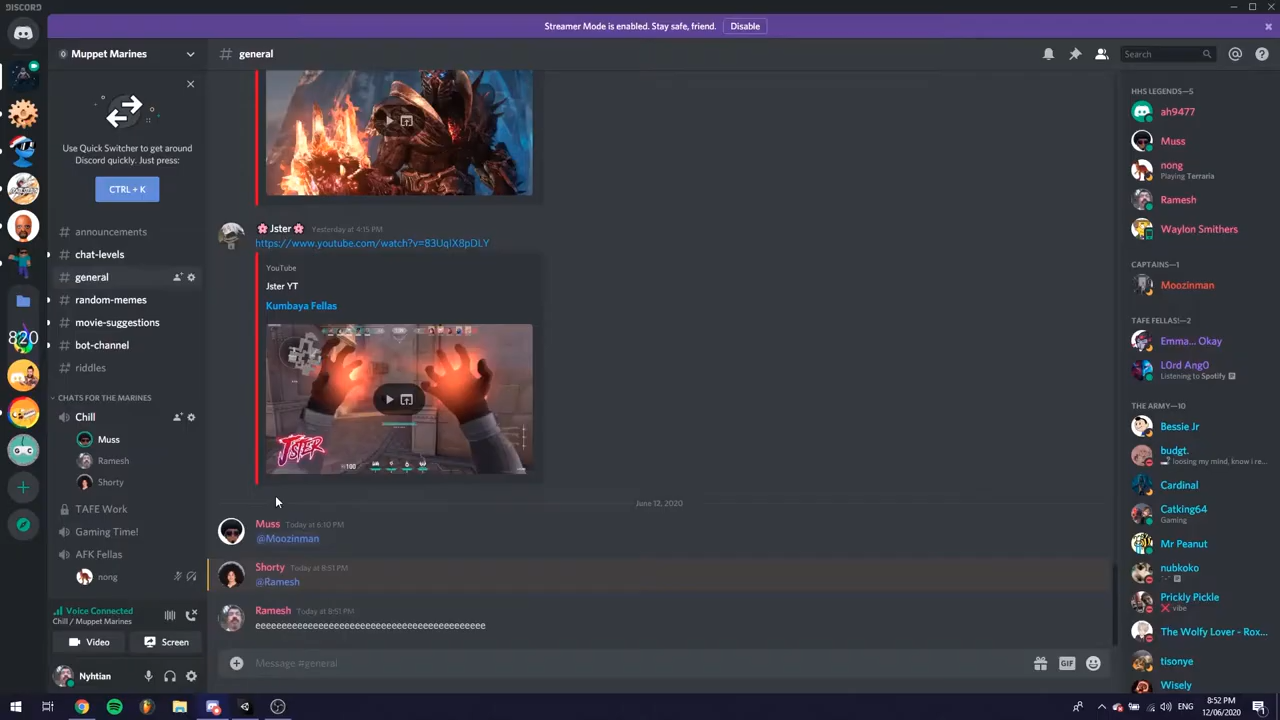 DISCORD
Streamer Mode is enabled. Stay safe, friend.
Disable
Muppet Marines
Use Quick Switcher to get around
Discord quickly. Just press:
CTRL + K
announcements
chat-levels
general
random-memes
movie-suggestions
bot-channel
riddles
CHATS FOR THE MARINES
Chill
Muss
Ramesh
Shorty
TAFE Work
Gaming Time!
AFK Fellas
nong
Voice Connected
Chill / Muppet Marines
Video
Screen
Nyhtian
820
# general
Search
Jster Yesterday at 4:15 PM
https://www.youtube.com/watch?v=83UqIX8pDLY
YouTube
Jster YT
Kumbaya Fellas
JSTER
100
June 12, 2020
Muss Today at 6:10 PM
@Moozinman
Shorty Today at 8:51 PM
@Ramesh
Ramesh Today at 8:51 PM
eeeeeeeeeeeeeeeeeeeeeeeeeeeeeeeeeeeeeeeeeeee
Message #general
GIF
HHS LEGENDS—5
ah9477
Muss
nong
Playing Terraria
Ramesh
Waylon Smithers
CAPTAINS—1
Moozinman
TAFE FELLAS!—2
Emma... Okay
L0rd Ang0
Listening to Spotify
THE ARMY—10
Bessie Jr
budgt.
loosing my mind, know i re...
Cardinal
Catking64
Gaming
Mr Peanut
nubkoko
Prickly Pickle
vibe
The Wolfy Lover - Rox...
tisonye
Wisely
ENG
8:52 PM
12/06/2020